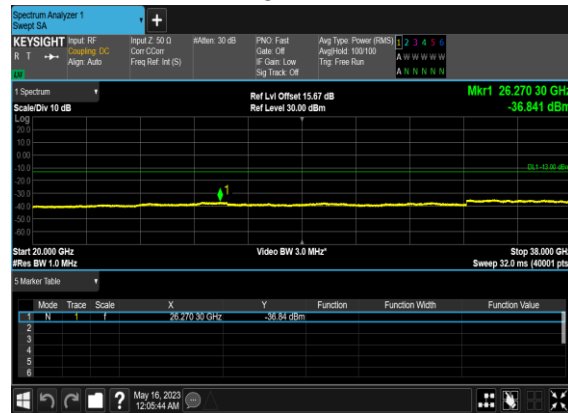 Spectrum Analyzer 1
Swept SA
+
KEYSIGHT Input: RF Input Z: 50 Ω #Atten: 30 dB PNO: Fast Avg Type: Power (RMS) 1 2 3 4 5 6
R T Coupling: DC Corr CCorr Gate: Off Avg|Hold: 100/100 A W W W W W
Align: Auto Freq Ref: Int (S) IF Gain: Low Trig: Free Run
LXI Sig Track: Off A N N N N N
1 Spectrum Ref Lvl Offset 15.67 dB Mkr1 26.270 30 GHz
Scale/Div 10 dB Ref Level 30.00 dBm -36.841 dBm
Log
20.0
10.0
0.00
-10.0 DL1 -13.00 dBm
-20.0
-30.0 1
-40.0
-50.0
-60.0
Start 20.000 GHz Video BW 3.0 MHz* Stop 38.000 GHz
#Res BW 1.0 MHz Sweep 32.0 ms (40001 pts)
5 Marker Table
Mode Trace Scale X Y Function Function Width Function Value
1 N 1 f 26.270 30 GHz -36.84 dBm
2
3
4
5
6
? May 16, 2023
12:05:44 AM